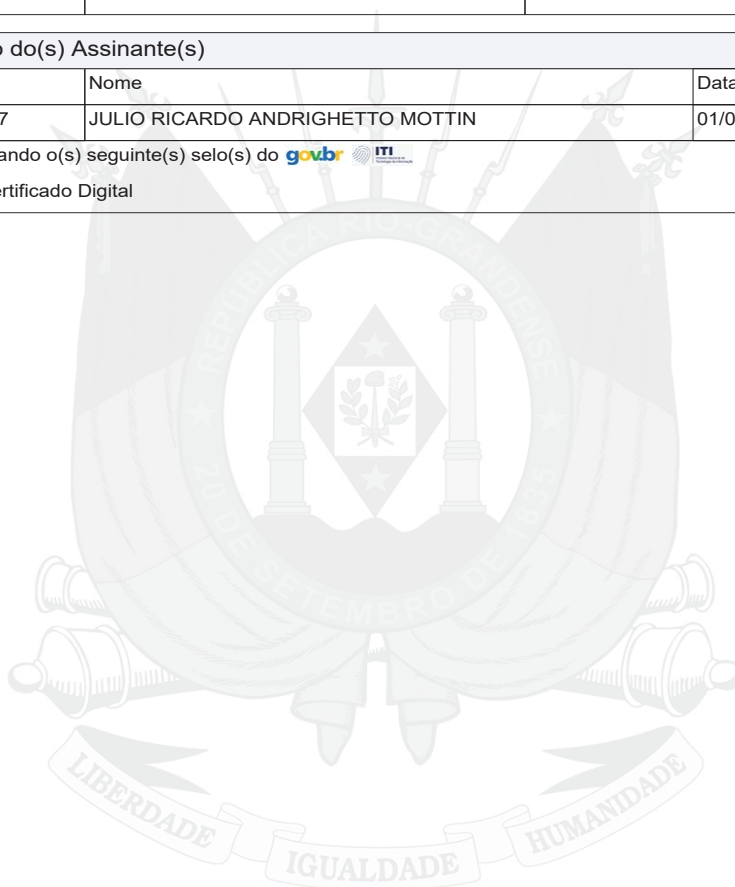 o do(s) Assinante(s)
Nome Data
7 JULIO RICARDO ANDRIGHETTO MOTTIN 01/0
ando o(s) seguinte(s) selo(s) do gov.br ITI
ertificado Digital
REPÚBLICA RIO-GRANDENSE
20 DE SETEMBRO DE 1835
LIBERDADE IGUALDADE HUMANIDADE